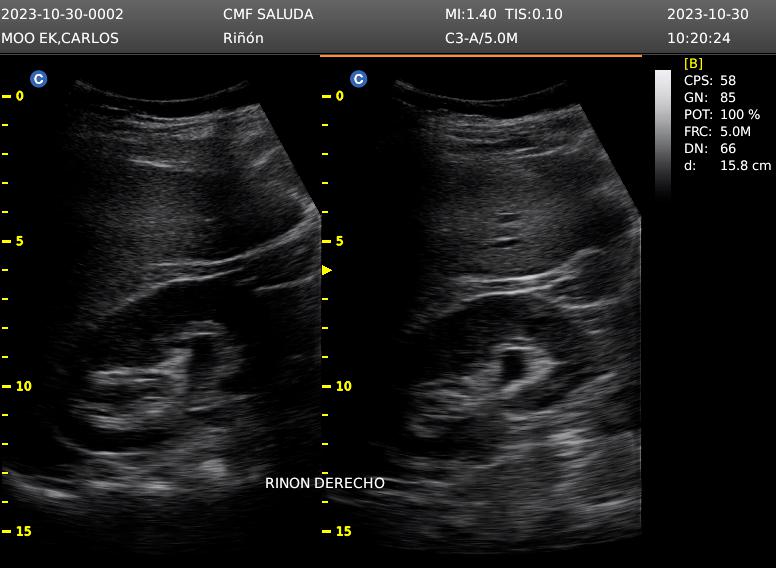 2023-10-30-0002 CMF SALUDA MI:1.40 TIS:0.10 2023-10-30
MOO EK,CARLOS Riñón C3-A/5.0M 10:20:24
C C
[B]
CPS: 58
GN: 85
POT: 100 %
FRC: 5.0M
DN: 66
d: 15.8 cm
0 0
5 5
10 10
RINON DERECHO
15 15